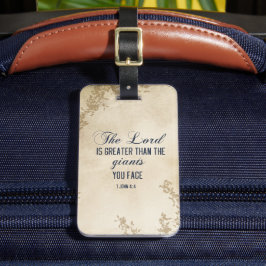 The Lord
IS GREATER THAN THE
giants
YOU FACE
1 JOHN 4:4